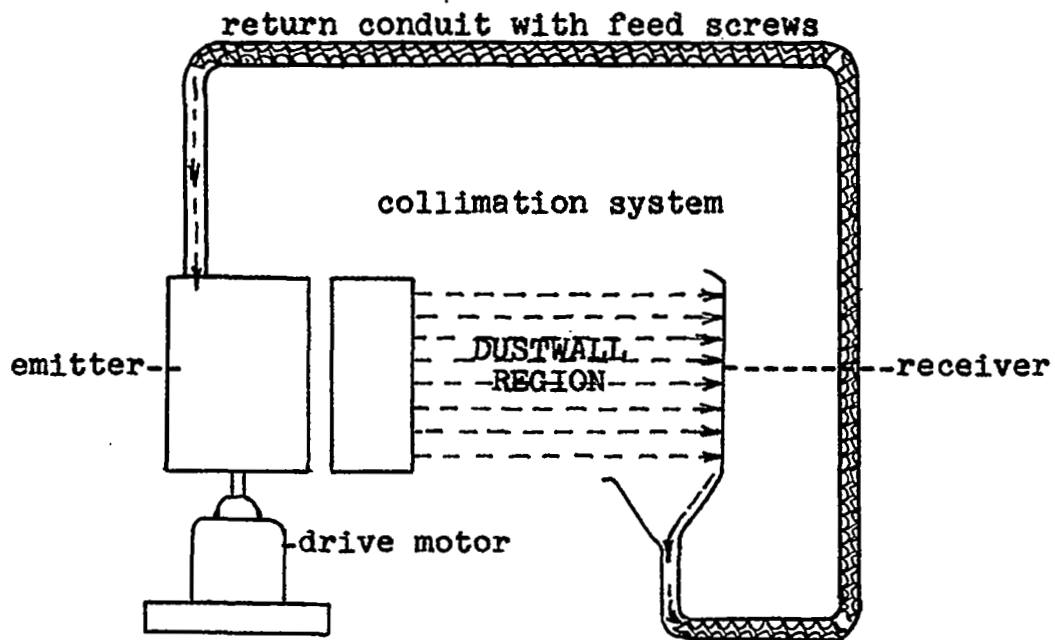 return conduit with feed screws
collimation system
DUSTWALL
REGION
emitter
receiver
drive motor